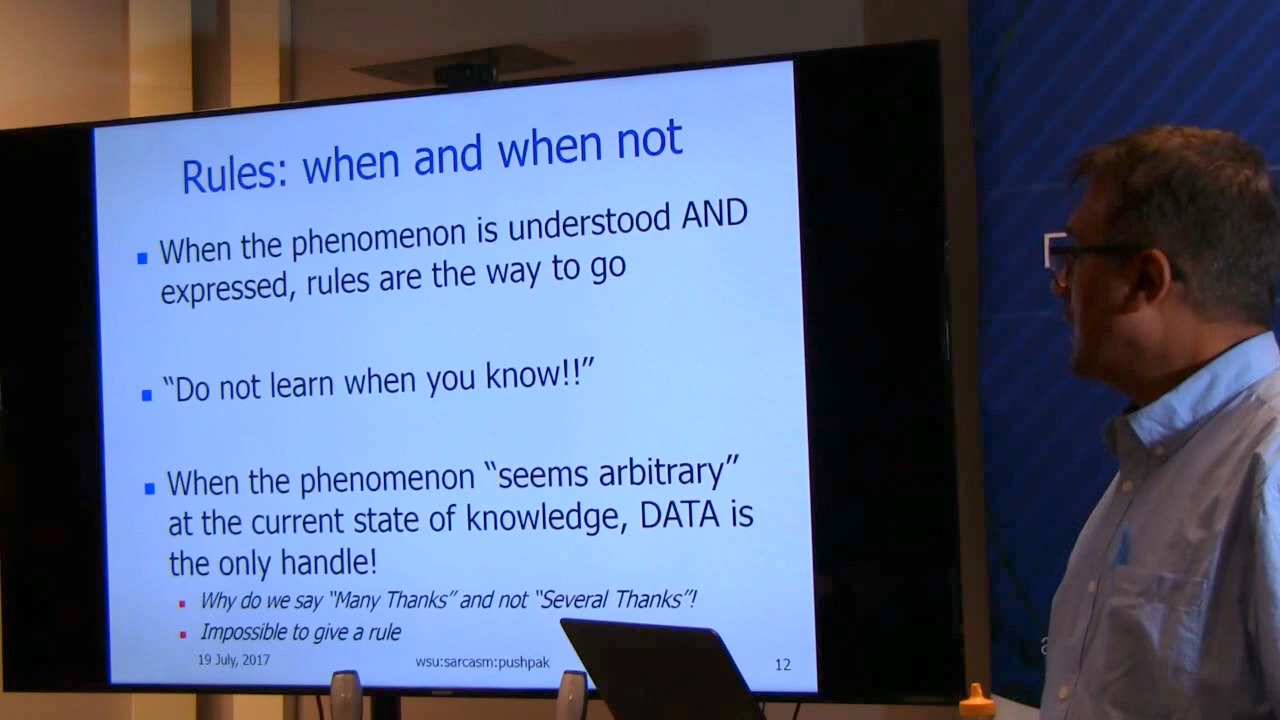 Rules: when and when not
When the phenomenon is understood AND
expressed, rules are the way to go
“Do not learn when you know!!”
When the phenomenon “seems arbitrary”
at the current state of knowledge, DATA is
the only handle!
Why do we say “Many Thanks” and not “Several Thanks”!
Impossible to give a rule
19 July, 2017
wsu:sarcasm:pushpak
12